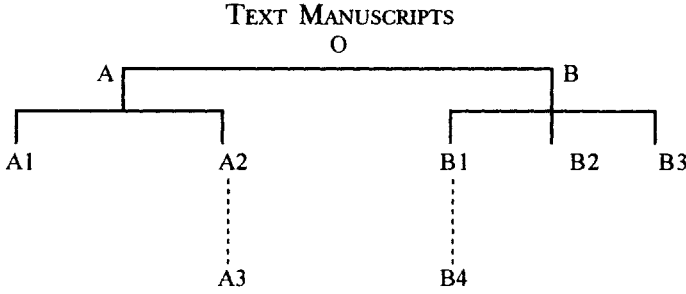 TEXT MANUSCRIPTS
O
A B
A1 A2 B1 B2 B3
A3 B4